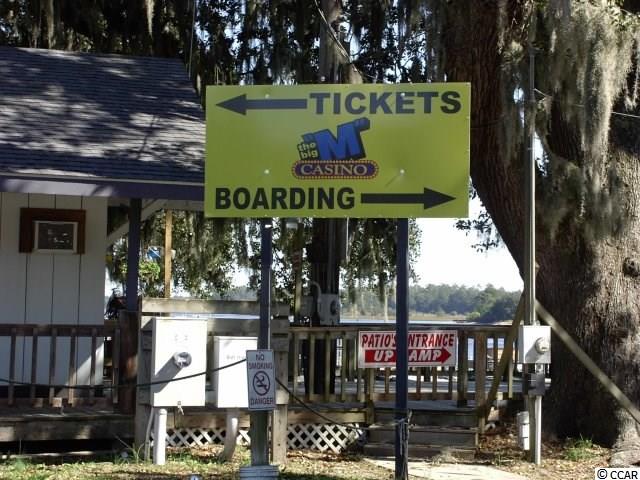 TICKETS
the big "M"
CASINO
BOARDING
PATIO'S ENTRANCE
UP RAMP
NO
SMOKING
DANGER
© CCAR